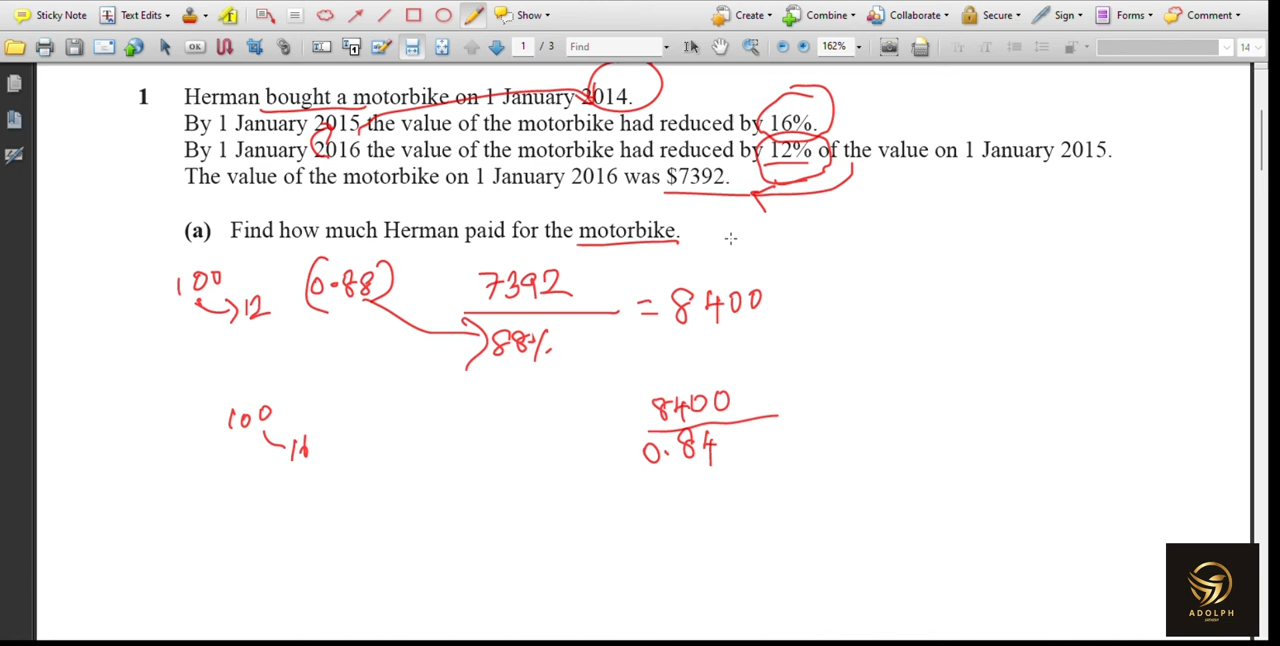 Sticky Note Text Edits T Show Create Combine Collaborate Secure Sign Forms Comment
OK T 1 / 3 Find 162% 14
1 Herman bought a motorbike on 1 January 2014.
By 1 January 2015 the value of the motorbike had reduced by 16%.
By 1 January 2016 the value of the motorbike had reduced by 12% of the value on 1 January 2015.
The value of the motorbike on 1 January 2016 was $7392.
(a) Find how much Herman paid for the motorbike.
100 (0.88) 7392 = 8400
12 88%
100 8400
16 0.84
ADOLPH